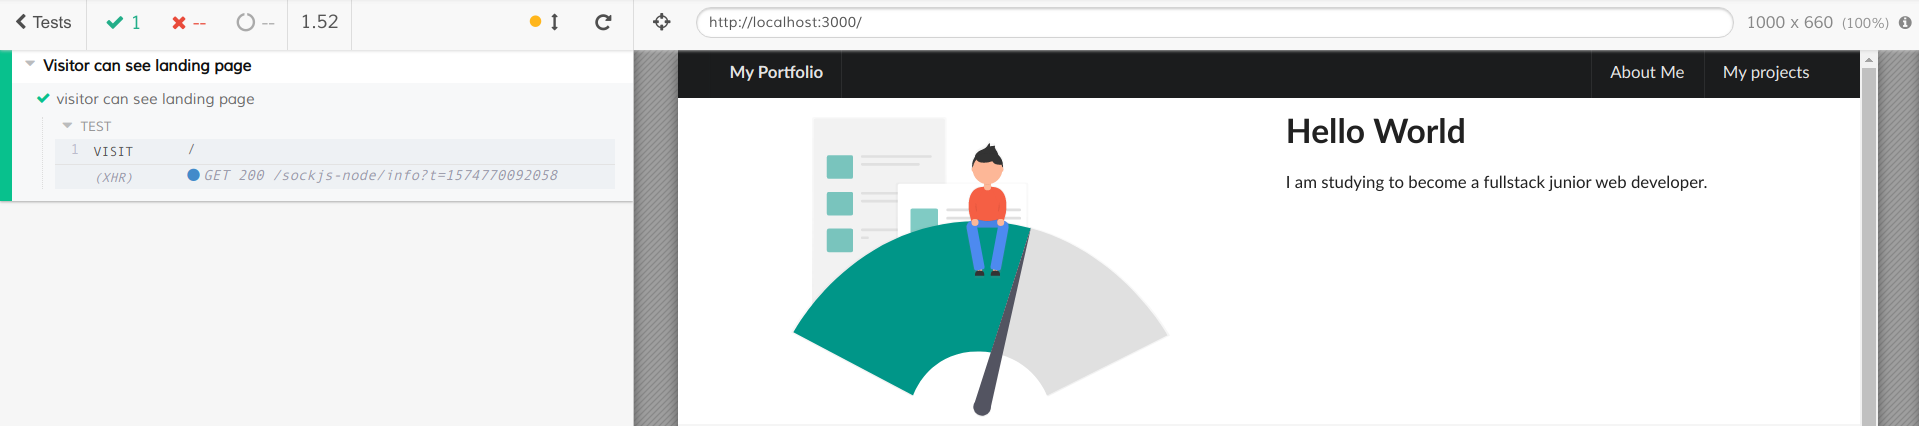 Tests 1 -- -- 1.52
Visitor can see landing page
visitor can see landing page
TEST
1 VISIT /
(XHR) GET 200 /sockjs-node/info?t=1574770092058
http://localhost:3000/ 1000 x 660 (100%)
My Portfolio About Me My projects
Hello World
I am studying to become a fullstack junior web developer.